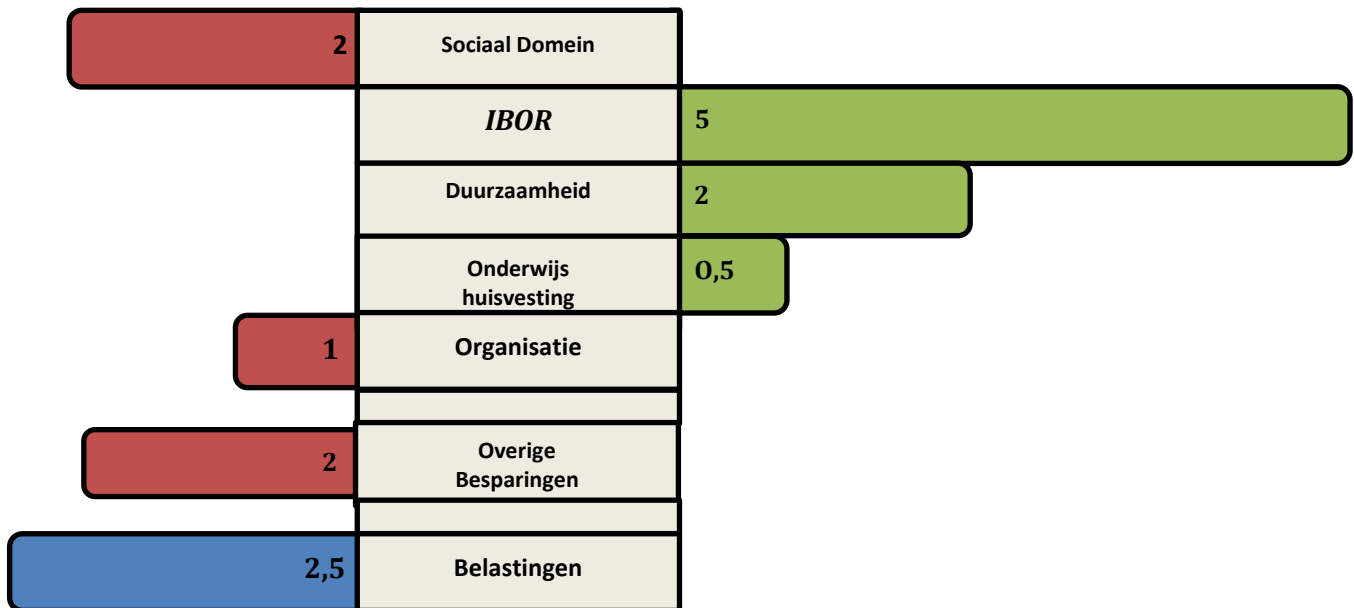 2 Sociaal Domein
IBOR 5
Duurzaamheid 2
Onderwijs 0,5
huisvesting
1 Organisatie
Overige
2 Besparingen
2,5 Belastingen